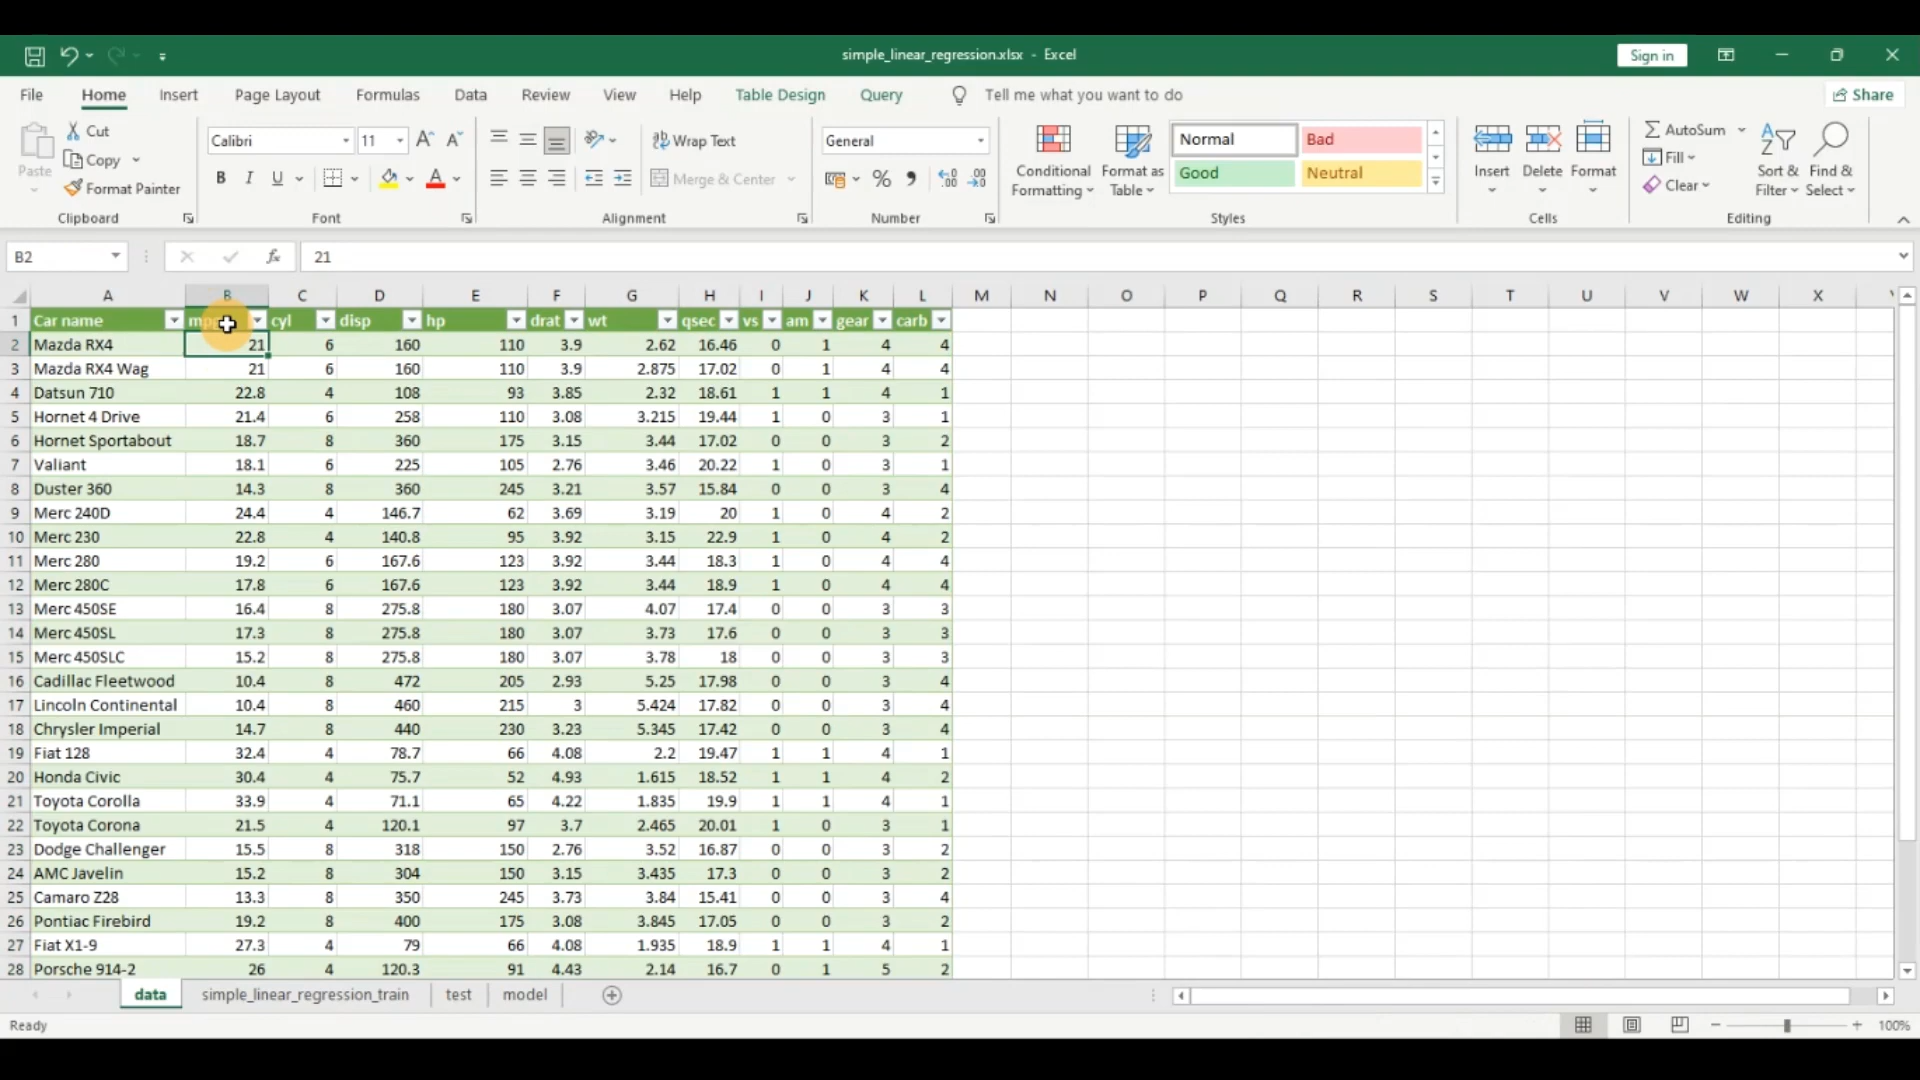 simple_linear_regression.xlsx - Excel
Sign in
File Home Insert Page Layout Formulas Data Review View Help Table Design Query Tell me what you want to do Share
Paste Cut Copy Format Painter Clipboard
Calibri 11 B I U A Font
Wrap Text Merge & Center Alignment
General % Number
Conditional Formatting Format as Table Normal Bad Good Neutral Styles
Insert Delete Format Cells
AutoSum Fill Clear Sort & Filter Find & Select Editing
B2 fx 21
A B C D E F G H I J K L M N O P Q R S T U V W X
1 Car name cyl disp hp drat wt qsec vs am gear carb
2 Mazda RX4 21 6 160 110 3.9 2.62 16.46 0 1 4 4
3 Mazda RX4 Wag 21 6 160 110 3.9 2.875 17.02 0 1 4 4
4 Datsun 710 22.8 4 108 93 3.85 2.32 18.61 1 1 4 1
5 Hornet 4 Drive 21.4 6 258 110 3.08 3.215 19.44 1 0 3 1
6 Hornet Sportabout 18.7 8 360 175 3.15 3.44 17.02 0 0 3 2
7 Valiant 18.1 6 225 105 2.76 3.46 20.22 1 0 3 1
8 Duster 360 14.3 8 360 245 3.21 3.57 15.84 0 0 3 4
9 Merc 240D 24.4 4 146.7 62 3.69 3.19 20 1 0 4 2
10 Merc 230 22.8 4 140.8 95 3.92 3.15 22.9 1 0 4 2
11 Merc 280 19.2 6 167.6 123 3.92 3.44 18.3 1 0 4 4
12 Merc 280C 17.8 6 167.6 123 3.92 3.44 18.9 1 0 4 4
13 Merc 450SE 16.4 8 275.8 180 3.07 4.07 17.4 0 0 3 3
14 Merc 450SL 17.3 8 275.8 180 3.07 3.73 17.6 0 0 3 3
15 Merc 450SLC 15.2 8 275.8 180 3.07 3.78 18 0 0 3 3
16 Cadillac Fleetwood 10.4 8 472 205 2.93 5.25 17.98 0 0 3 4
17 Lincoln Continental 10.4 8 460 215 3 5.424 17.82 0 0 3 4
18 Chrysler Imperial 14.7 8 440 230 3.23 5.345 17.42 0 0 3 4
19 Fiat 128 32.4 4 78.7 66 4.08 2.2 19.47 1 1 4 1
20 Honda Civic 30.4 4 75.7 52 4.93 1.615 18.52 1 1 4 2
21 Toyota Corolla 33.9 4 71.1 65 4.22 1.835 19.9 1 1 4 1
22 Toyota Corona 21.5 4 120.1 97 3.7 2.465 20.01 1 0 3 1
23 Dodge Challenger 15.5 8 318 150 2.76 3.52 16.87 0 0 3 2
24 AMC Javelin 15.2 8 304 150 3.15 3.435 17.3 0 0 3 2
25 Camaro Z28 13.3 8 350 245 3.73 3.84 15.41 0 0 3 4
26 Pontiac Firebird 19.2 8 400 175 3.08 3.845 17.05 0 0 3 2
27 Fiat X1-9 27.3 4 79 66 4.08 1.935 18.9 1 1 4 1
28 Porsche 914-2 26 4 120.3 91 4.43 2.14 16.7 0 1 5 2
data simple_linear_regression_train test model
Ready 100%